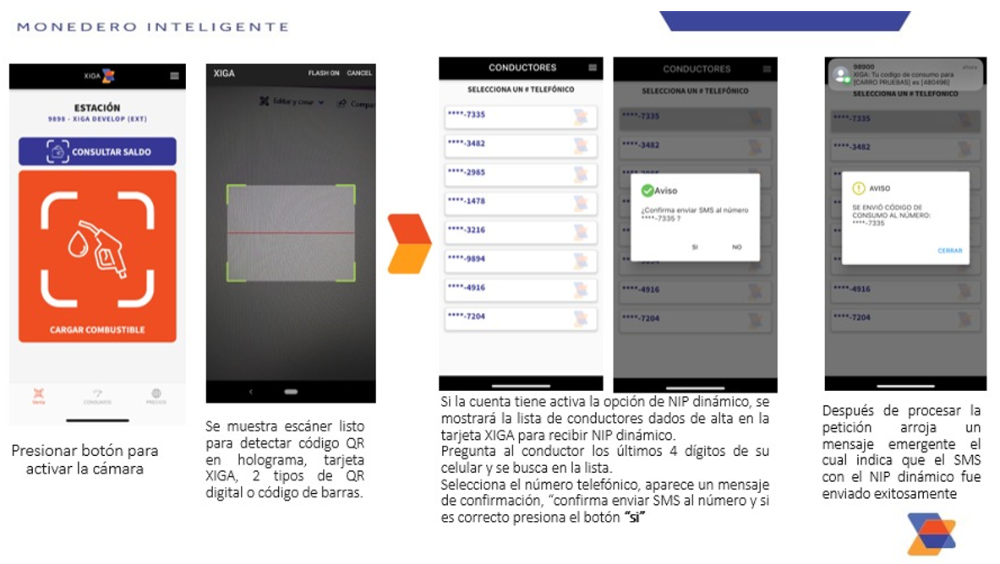 MONEDERO INTELIGENTE
XIGA
ESTACIÓN
9898 - XIGA DEVELOP (EXT)
CONSULTAR SALDO
CARGAR COMBUSTIBLE
Venta
CONSUMOS
PRECIOS
Presionar botón para
activar la cámara
XIGA
FLASH ON
CANCEL
Editar y crear
Compa
Se muestra escáner listo
para detectar código QR
en holograma, tarjeta
XIGA, 2 tipos de QR
digital o código de barras.
CONDUCTORES
SELECCIONA UN # TELEFÓNICO
****-7335
****-3482
****-2985
****-1478
****-3216
****-9894
****-4916
****-7204
CONDUCTORES
SELECCIONA UN # TELEFÓNICO
****-7335
****-3482
Aviso
¿Confirma enviar SMS al número
****-7335 ?
SI
NO
****-4916
****-7204
Si la cuenta tiene activa la opción de NIP dinámico, se
mostrará la lista de conductores dados de alta en la
tarjeta XIGA para recibir NIP dinámico.
Pregunta al conductor los últimos 4 dígitos de su
celular y se busca en la lista.
Selecciona el número telefónico, aparece un mensaje
de confirmación, “confirma enviar SMS al número y si
es correcto presiona el botón “si”
98900
ahora
XIGA: Tu codigo de consumo para
[CARRO PRUEBAS] es [480496]
SELECCIONA UN # TELEFÓNICO
****-7335
****-3482
AVISO
SE ENVIÓ CÓDIGO DE
CONSUMO AL NÚMERO:
****-7335
CERRAR
****-4916
****-7204
Después de procesar la
petición arroja un
mensaje emergente el
cual indica que el SMS
con el NIP dinámico fue
enviado exitosamente